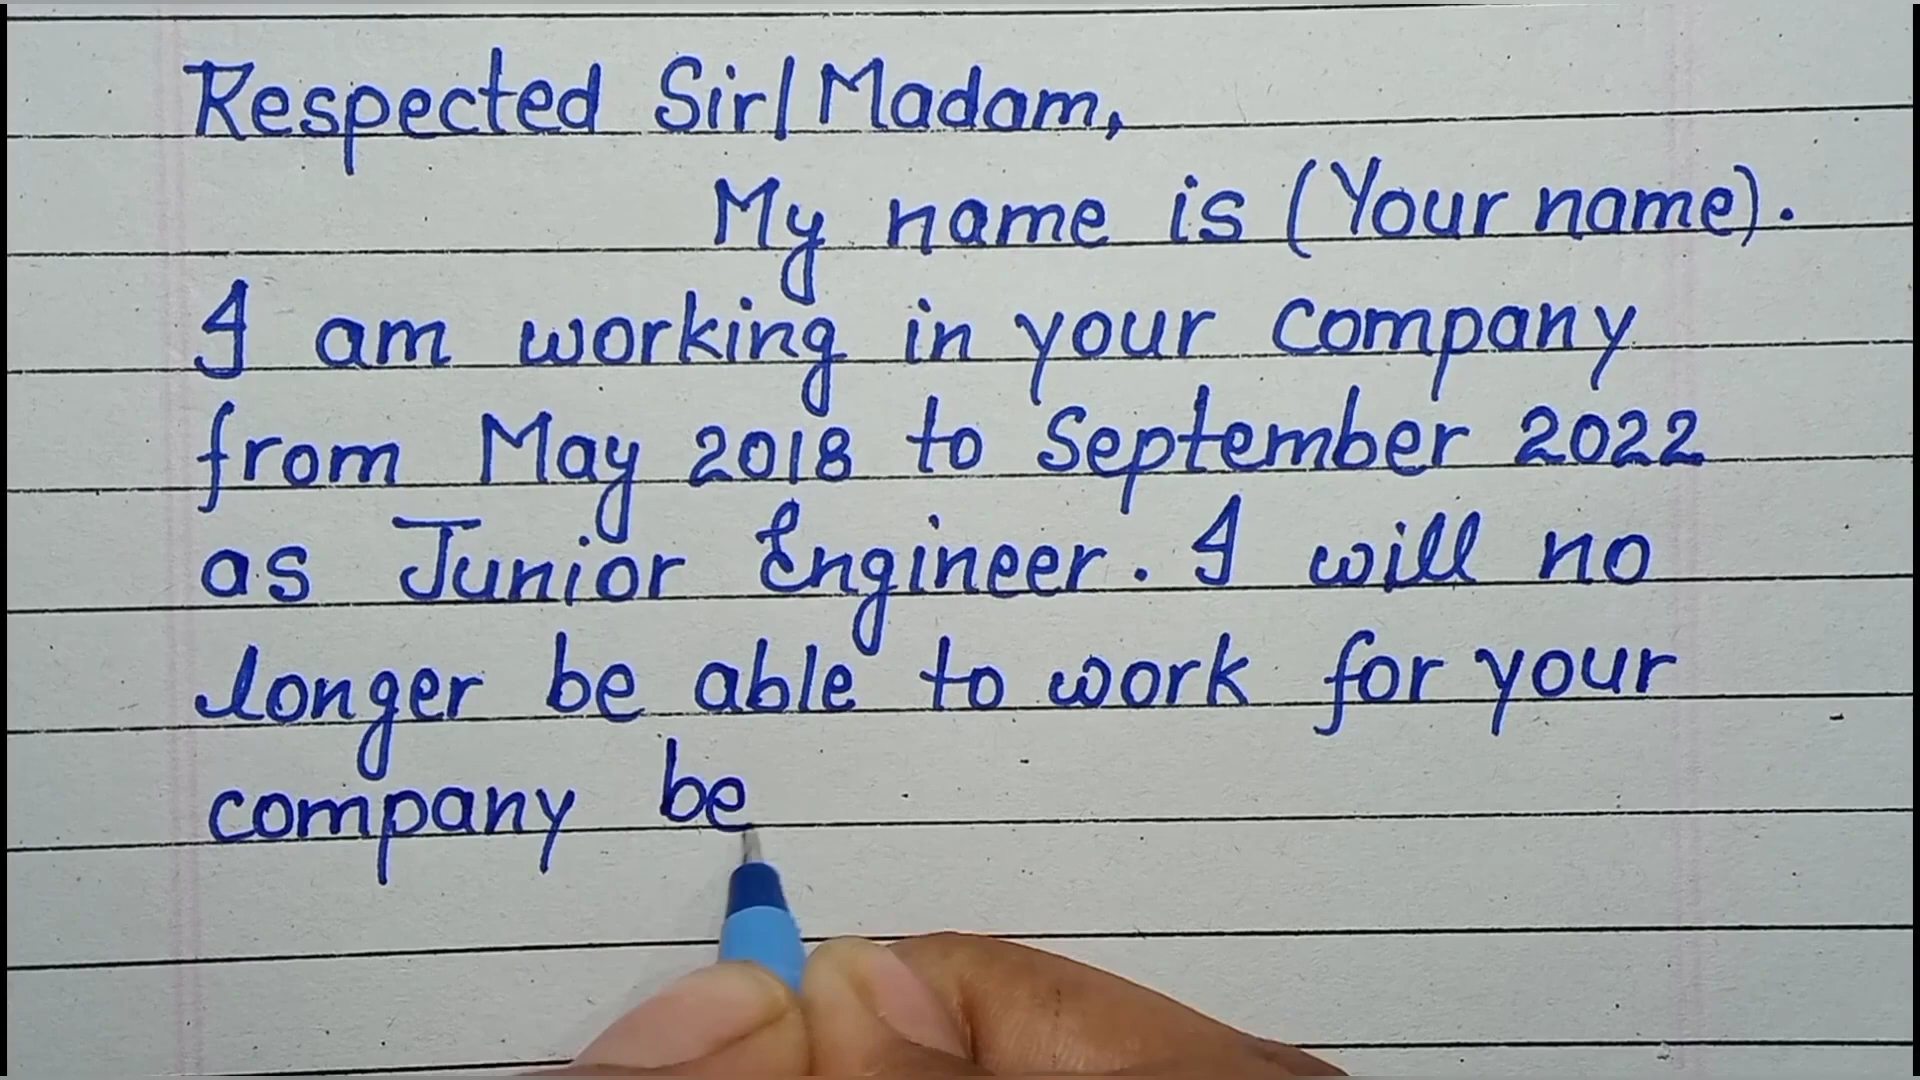 Respected Sir/Madam,
My name is (Your name).
I am working in your company
from May 2018 to September 2022
as Junior Engineer. I will no
longer be able to work for your
company be